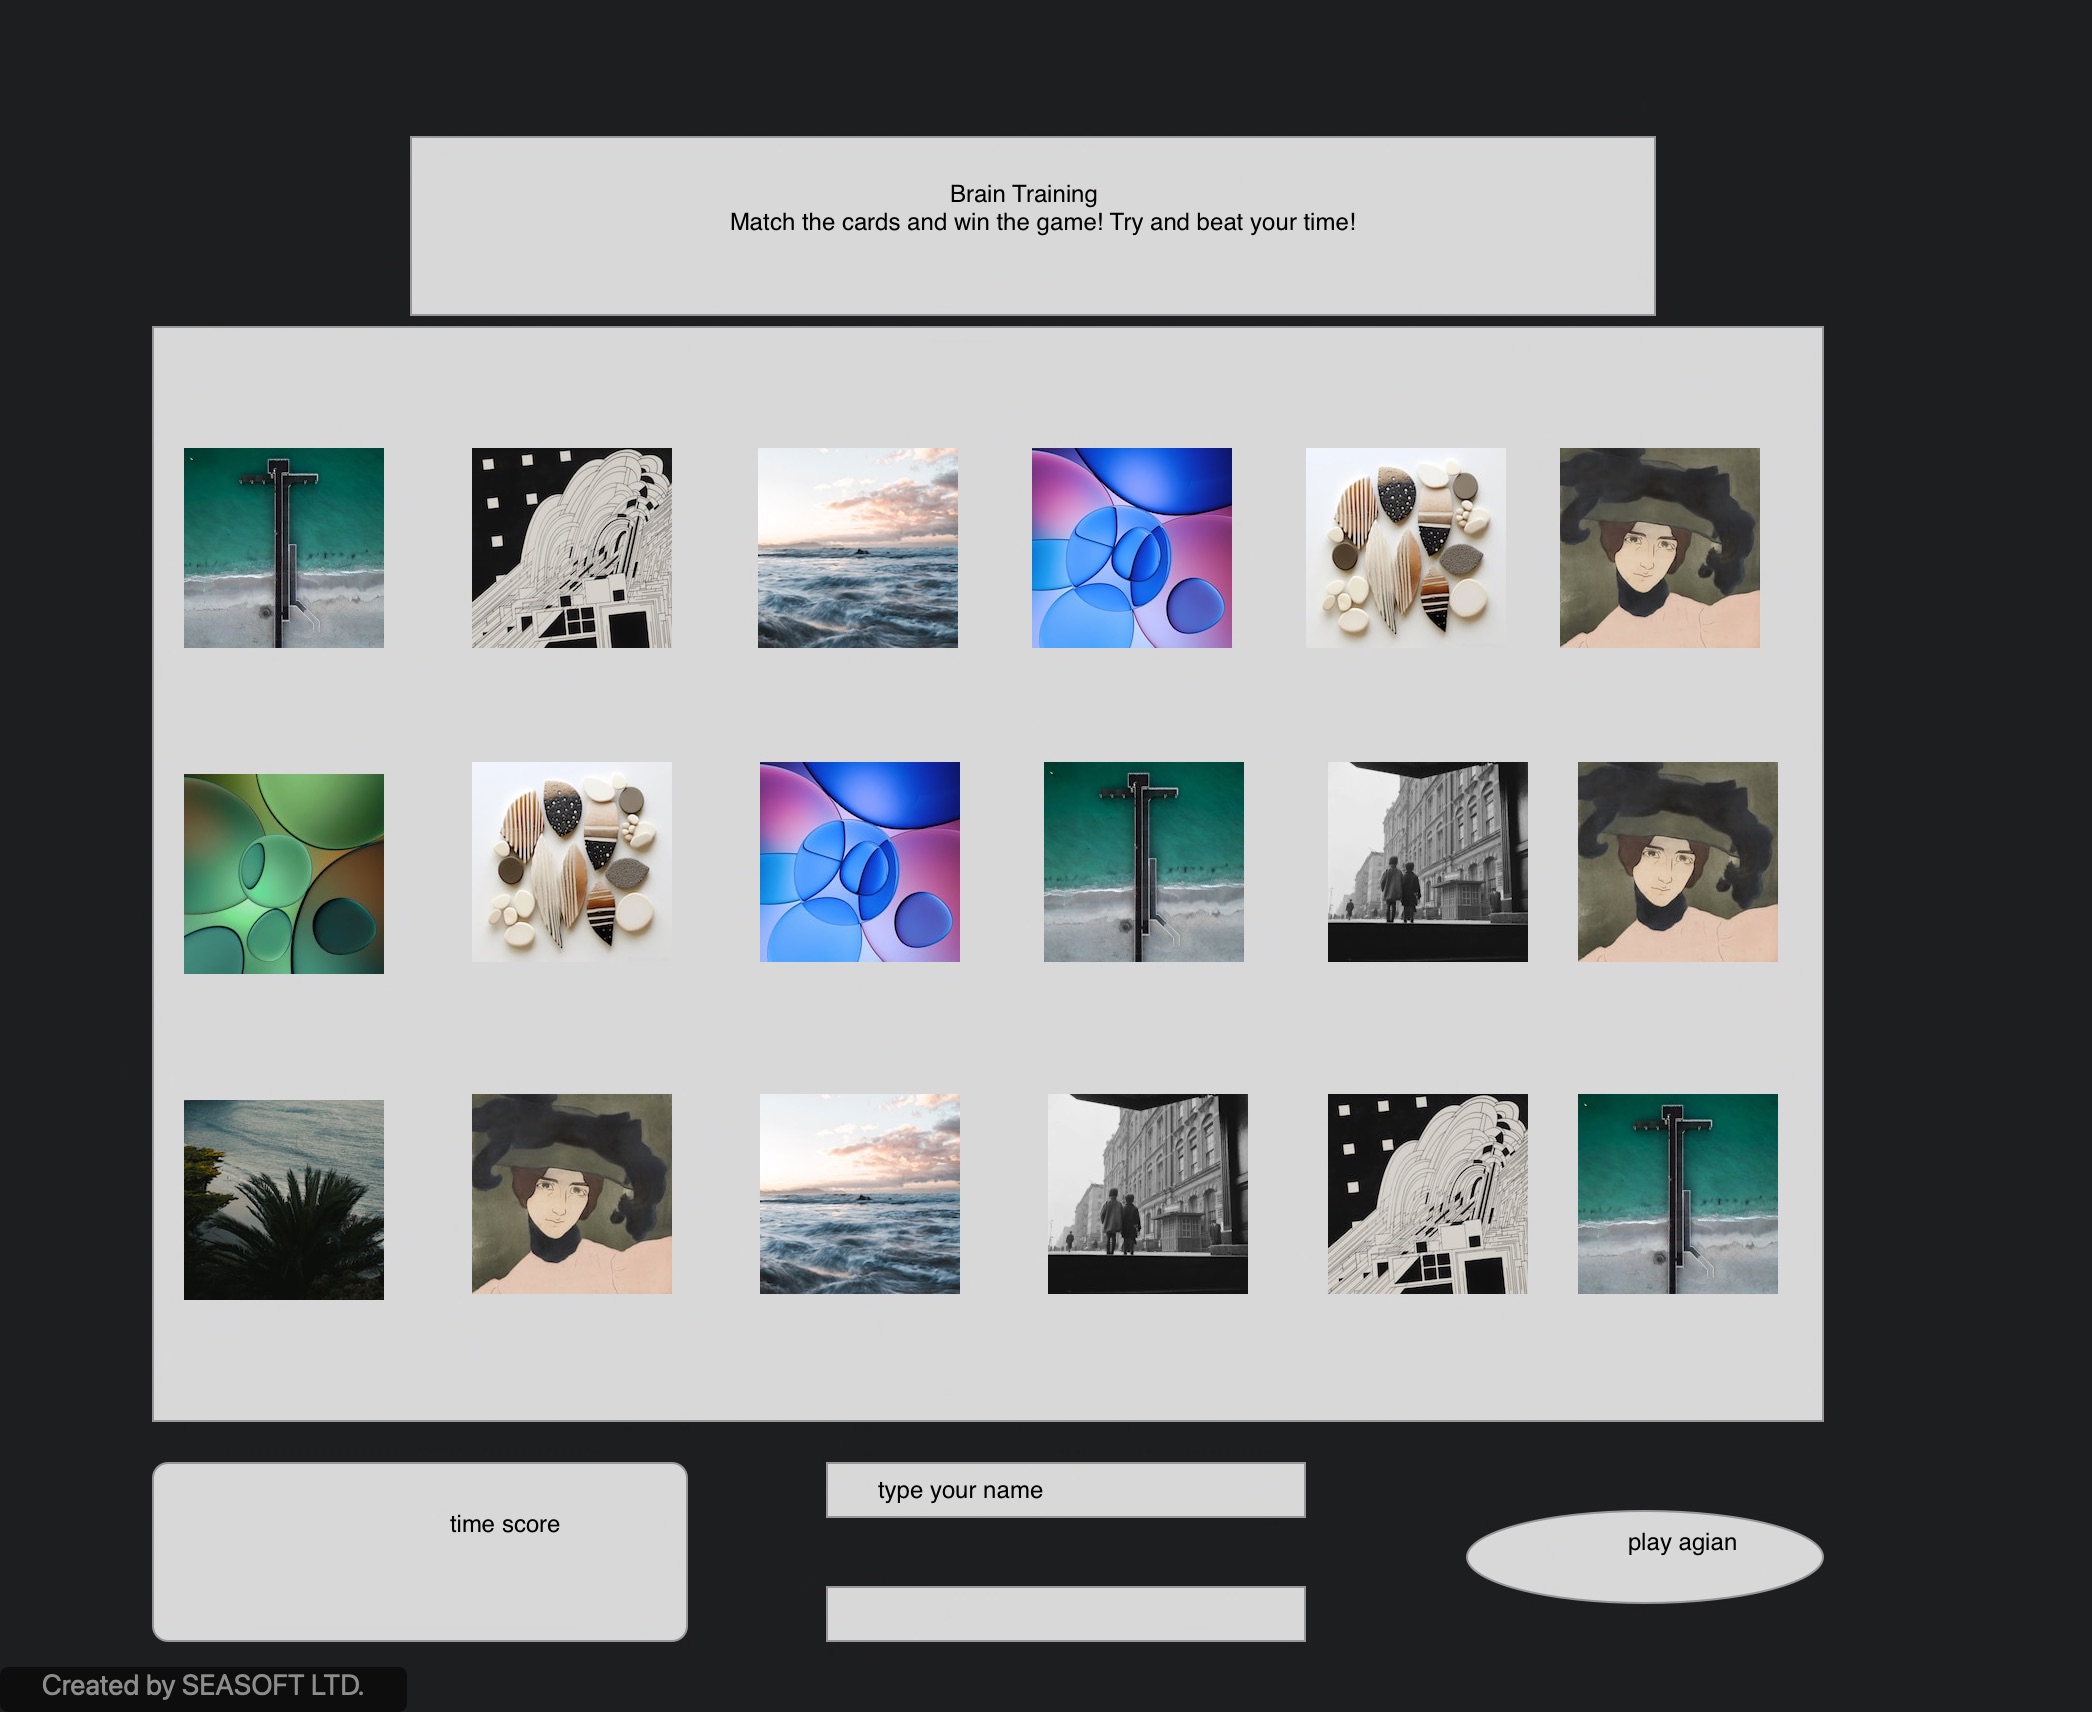 Brain Training
Match the cards and win the game! Try and beat your time!
time score
type your name
play agian
Created by SEASOFT LTD.